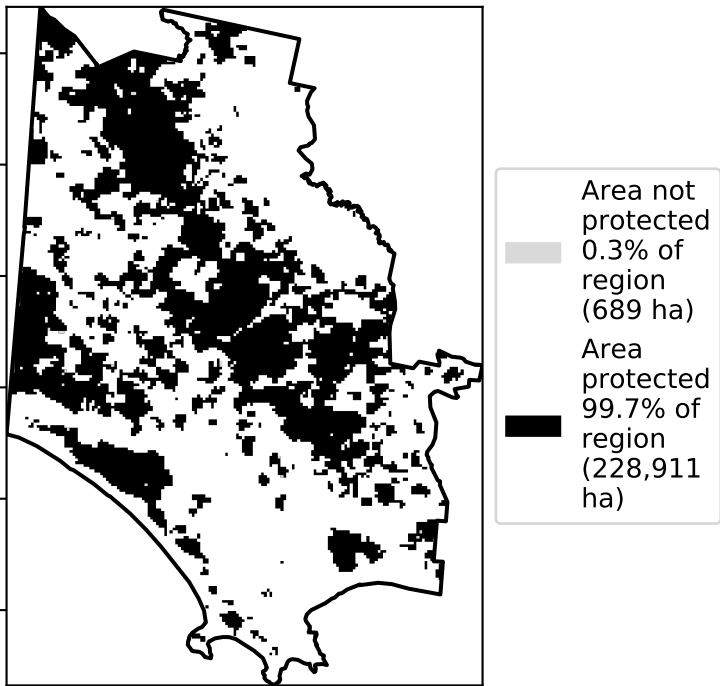 Area not
protected
0.3% of
region
(689 ha)
Area
protected
99.7% of
region
(228,911
ha)